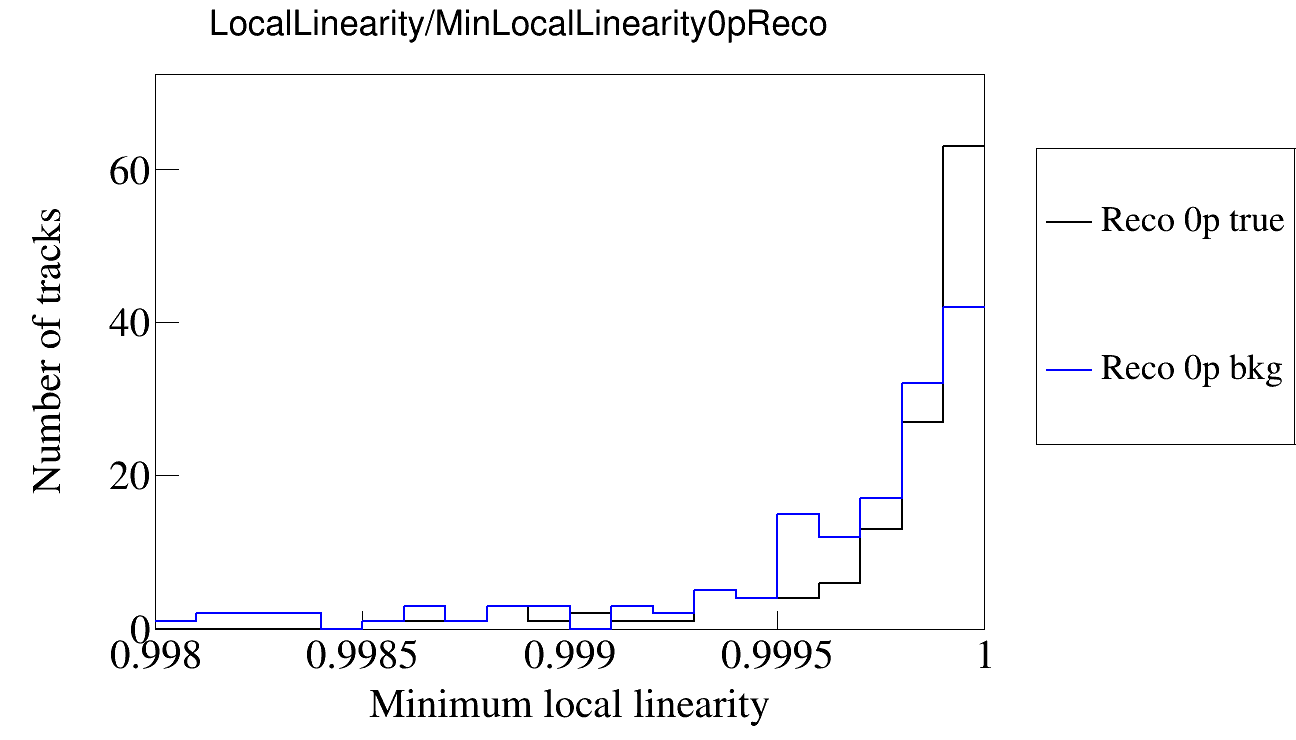 LocalLinearity/MinLocalLinearity0pReco
60
40
20
0
Number of tracks
0.998 0.9985 0.999 0.9995 1
Minimum local linearity
Reco 0p true
Reco 0p bkg